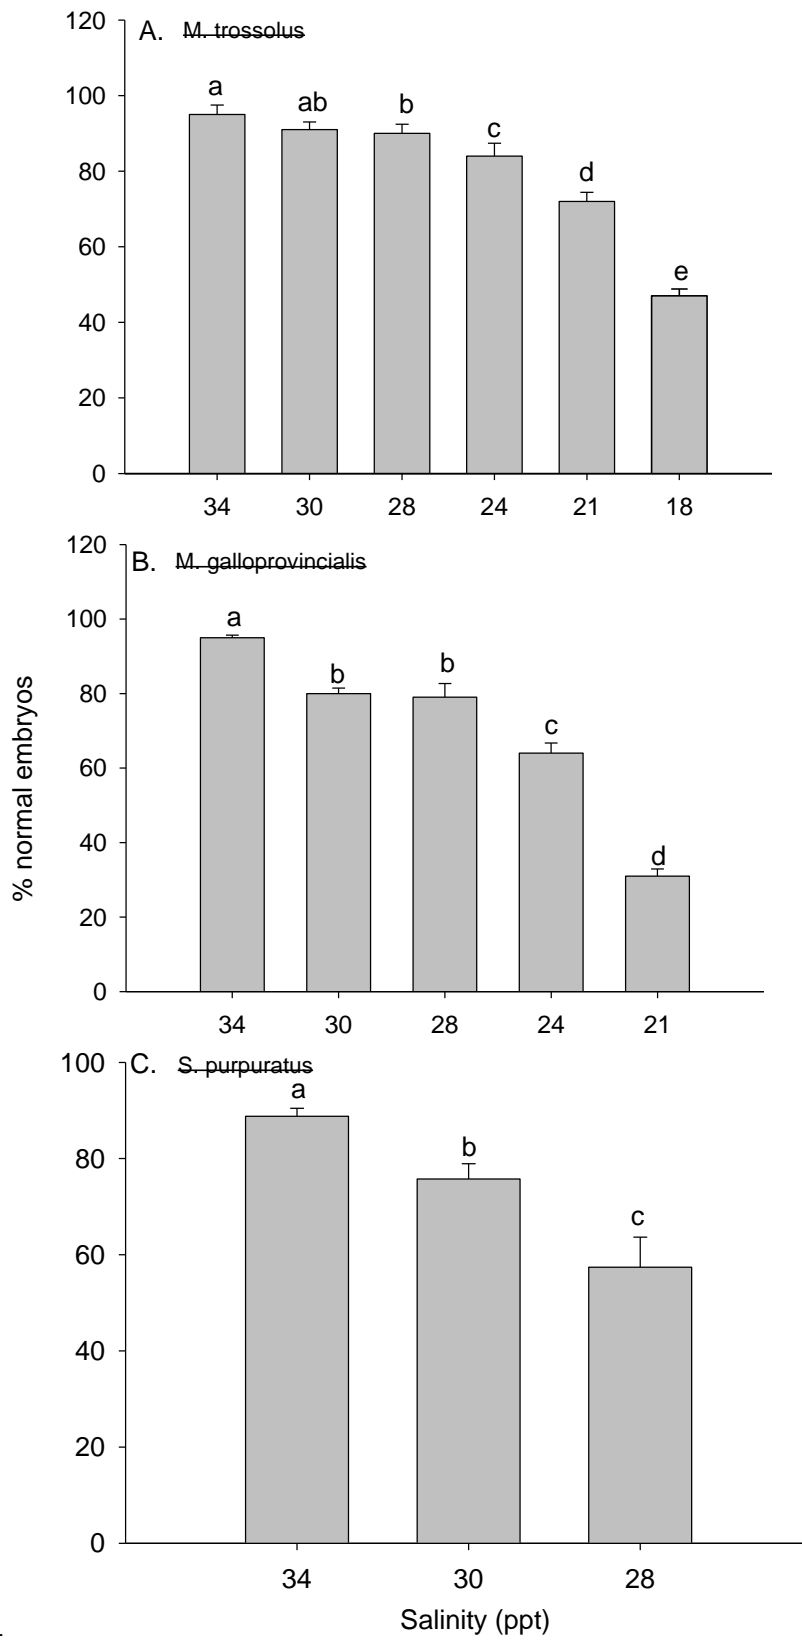 120
A. M. trossolus
100
80
60
40
20
0
a
ab
b
c
d
e
34 30 28 24 21 18
120
B. M. galloprovincialis
100
80
60
40
20
0
a
b
b
c
d
34 30 28 24 21
% normal embryos
100
C. S. purpuratus
80
60
40
20
0
a
b
c
34 30 28
Salinity (ppt)